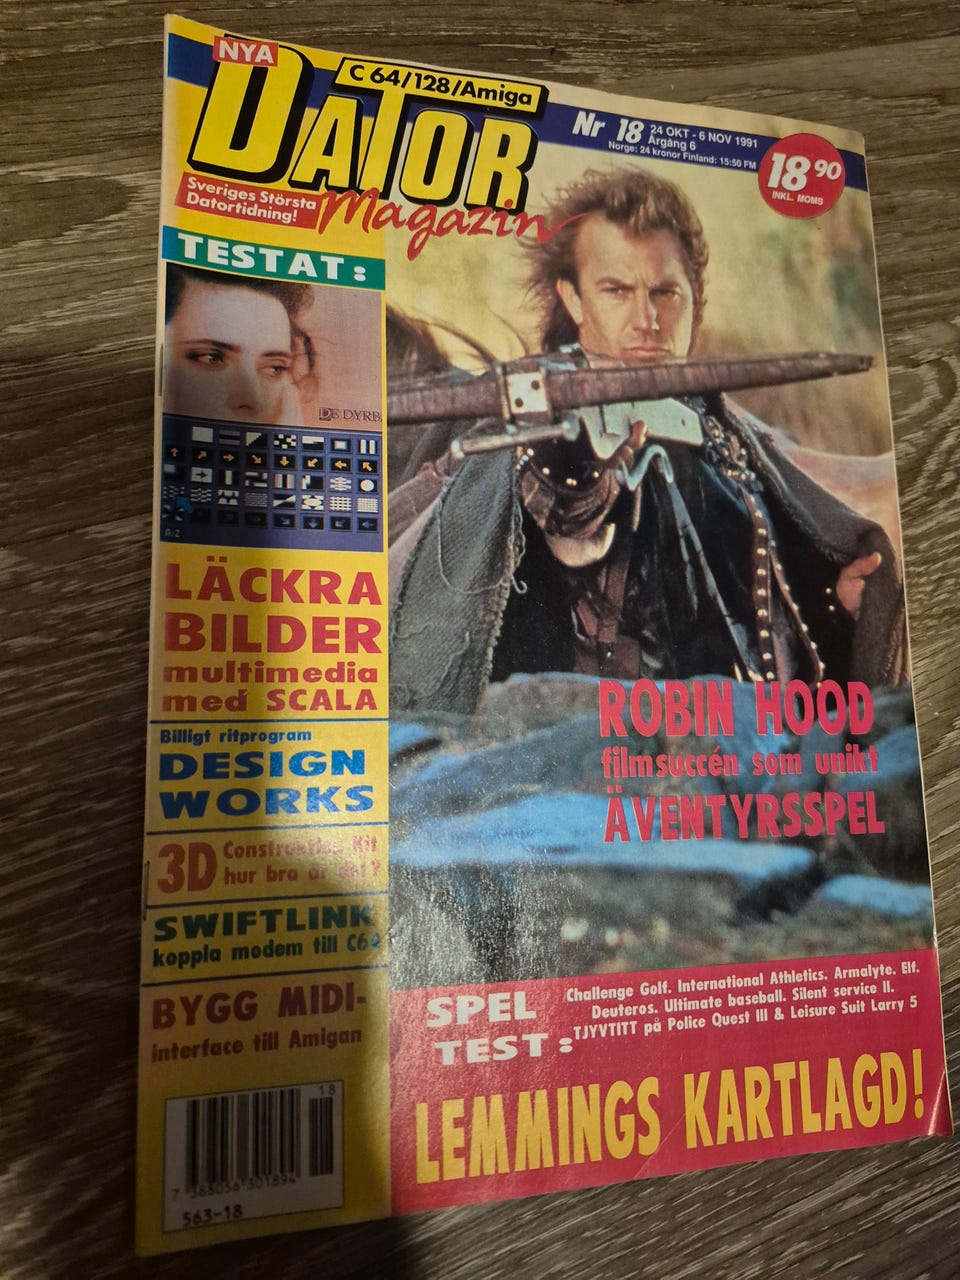 NYA
C 64/128/Amiga
DATOR
Magazin
Sveriges Största
Datortidning!
Nr 18 24 OKT - 6 NOV 1991
Årgång 6
Norge: 24 kronor Finland: 15:50 FM
18 90
INKL. MOMS
TESTAT:
DE DYRB
A:Z
LÄCKRA
BILDER
multimedia
med SCALA
Billigt ritprogram
DESIGN
WORKS
3D Construction Kit
hur bra är det?
SWIFTLINK
koppla modem till C64
BYGG MIDI-
interface till Amigan
ROBIN HOOD
filmsuccén som unikt
ÄVENTYRSSPEL
SPEL
TEST:
Challenge Golf. International Athletics. Armalyte. Elf.
Deuteros. Ultimate baseball. Silent service II.
TJYVTITT på Police Quest III & Leisure Suit Larry 5
LEMMINGS KARTLAGD!
18
7 388056 301894
563-18